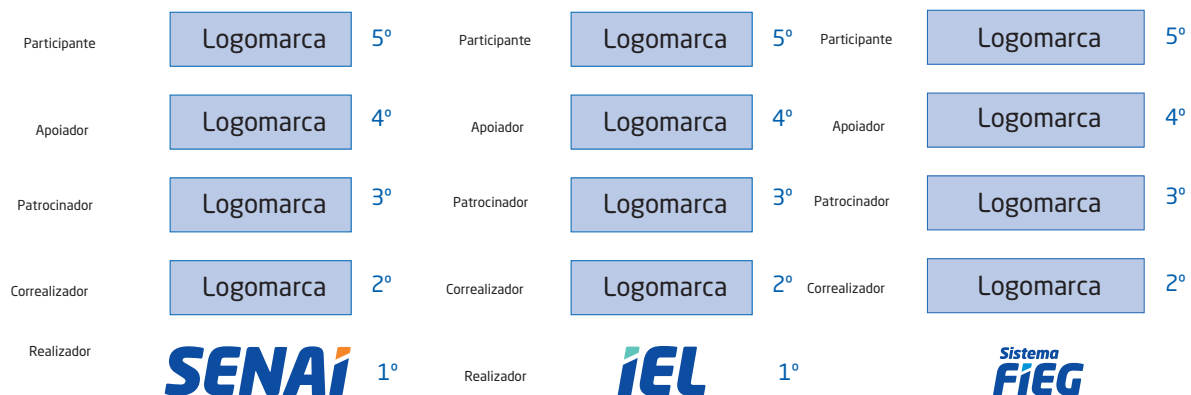 Participante Logomarca 5º Participante Logomarca 5º Participante Logomarca 5º
Apoiador Logomarca 4º Apoiador Logomarca 4º Apoiador Logomarca 4º
Patrocinador Logomarca 3º Patrocinador Logomarca 3º Patrocinador Logomarca 3º
Correalizador Logomarca 2º Correalizador Logomarca 2º Correalizador Logomarca 2º
Realizador SENAI 1º Realizador IEL 1º Sistema
FIEG